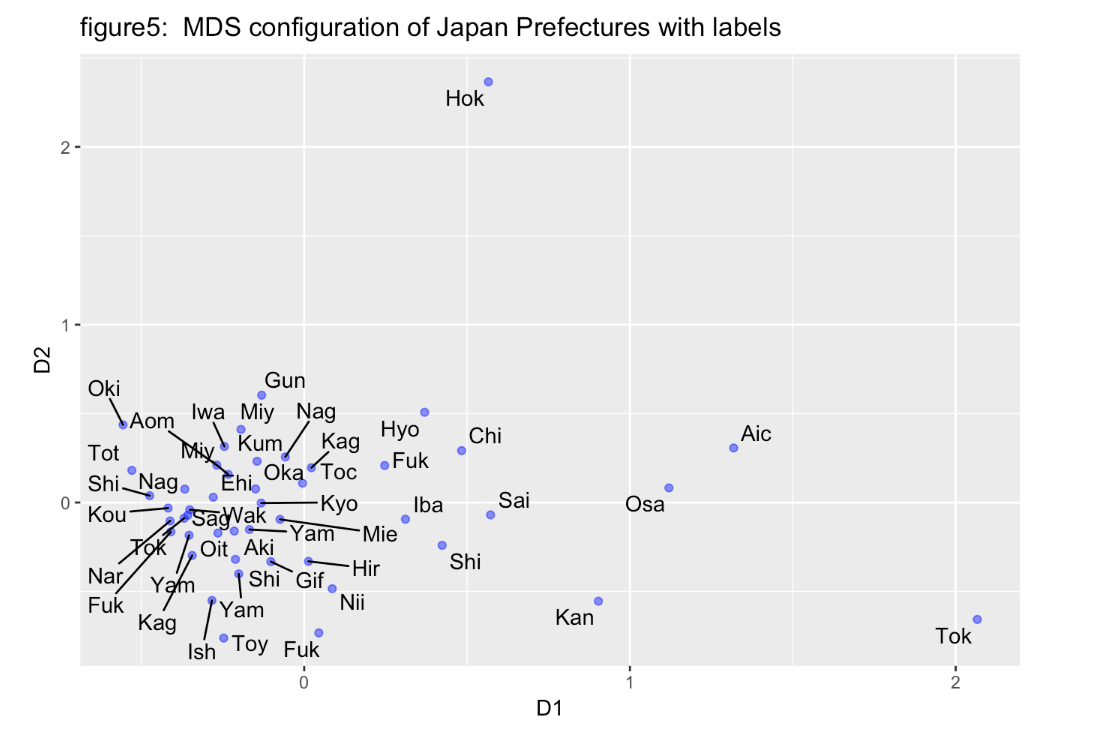 figure5:  MDS configuration of Japan Prefectures with labels
Hok
2
D2
1
Gun
Oki
Iwa
Miy
Nag
Aom
Hyo
Aic
Chi
Kag
Kum
Miy
Tot
Fuk
Toc
Oka
Nag
Ehi
Shi
0
Kyo
Iba
Sai
Osa
Kou
Wak
Sag
Yam
Mie
Tok
Oit
Aki
Shi
Nar
Yam
Shi
Gif
Hir
Fuk
Yam
Nii
Kan
Kag
Tok
Ish
Toy
Fuk
0
1
2
D1